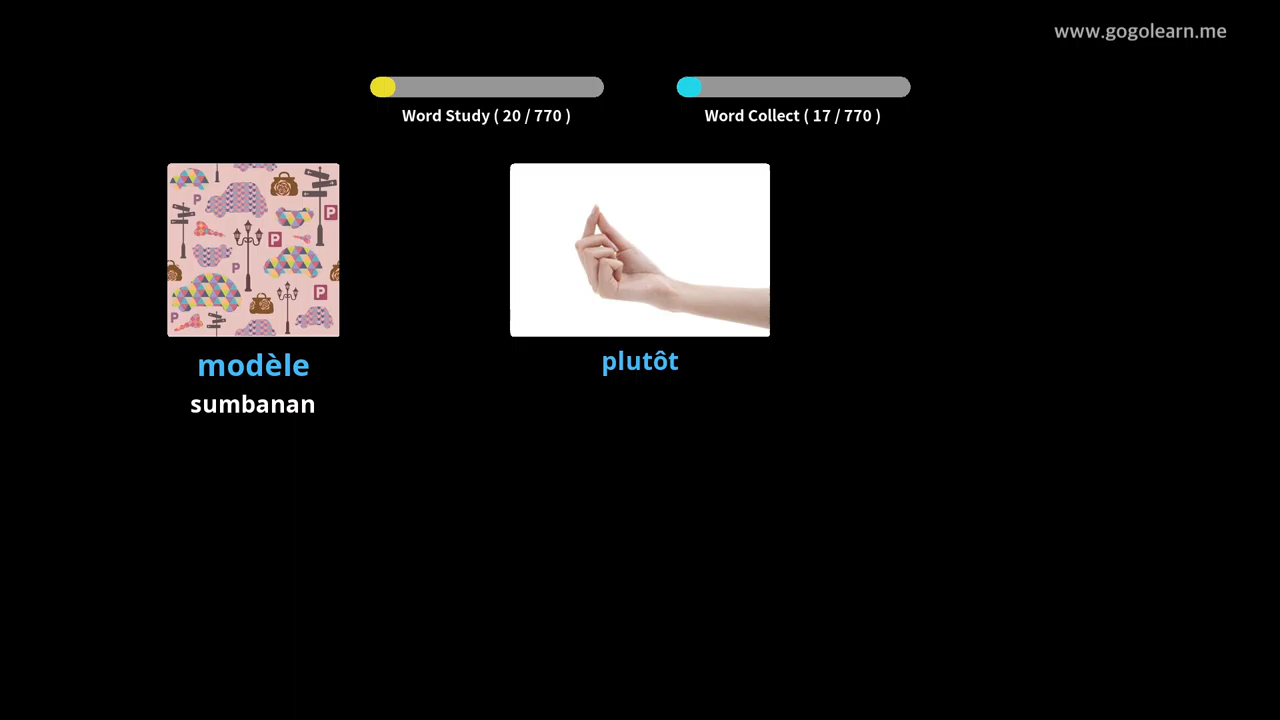 www.gogolearn.me
Word Study ( 20 / 770 )
Word Collect ( 17 / 770 )
P
P
P
P
P
P
modèle
sumbanan
plutôt